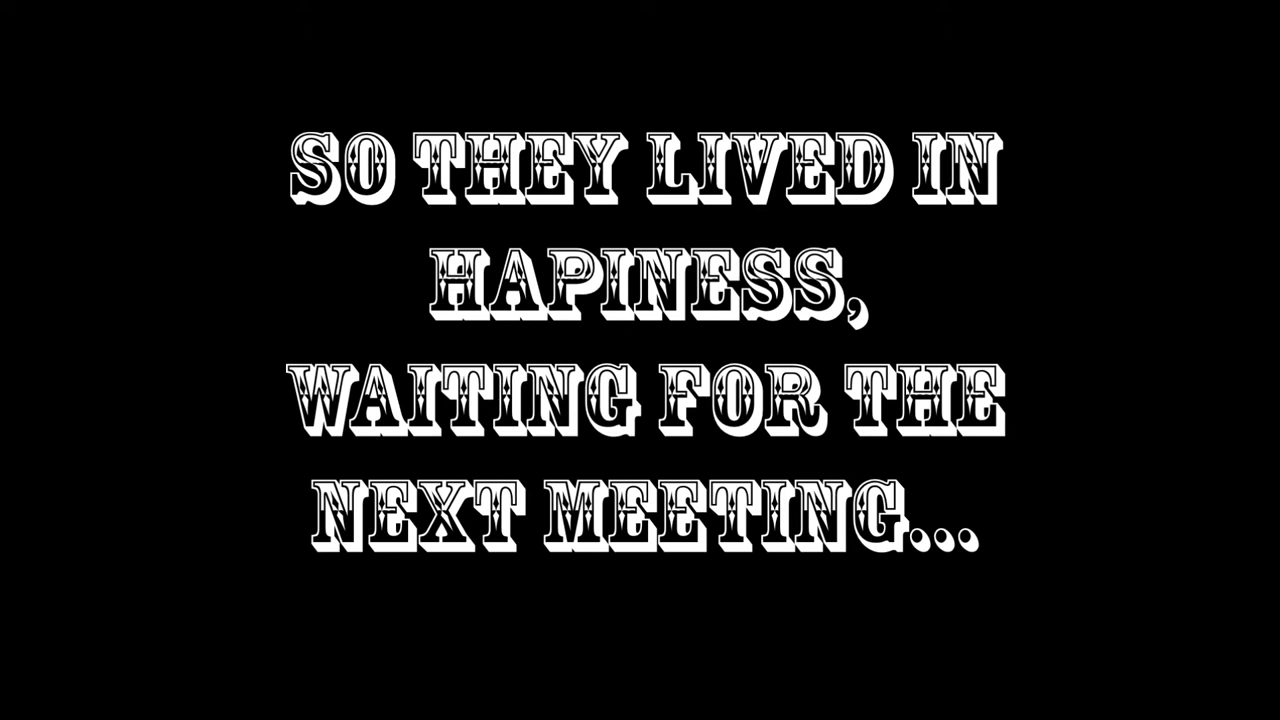 SO THEY LIVED IN
HAPINESS,
WAITING FOR THE
NEXT MEETING...